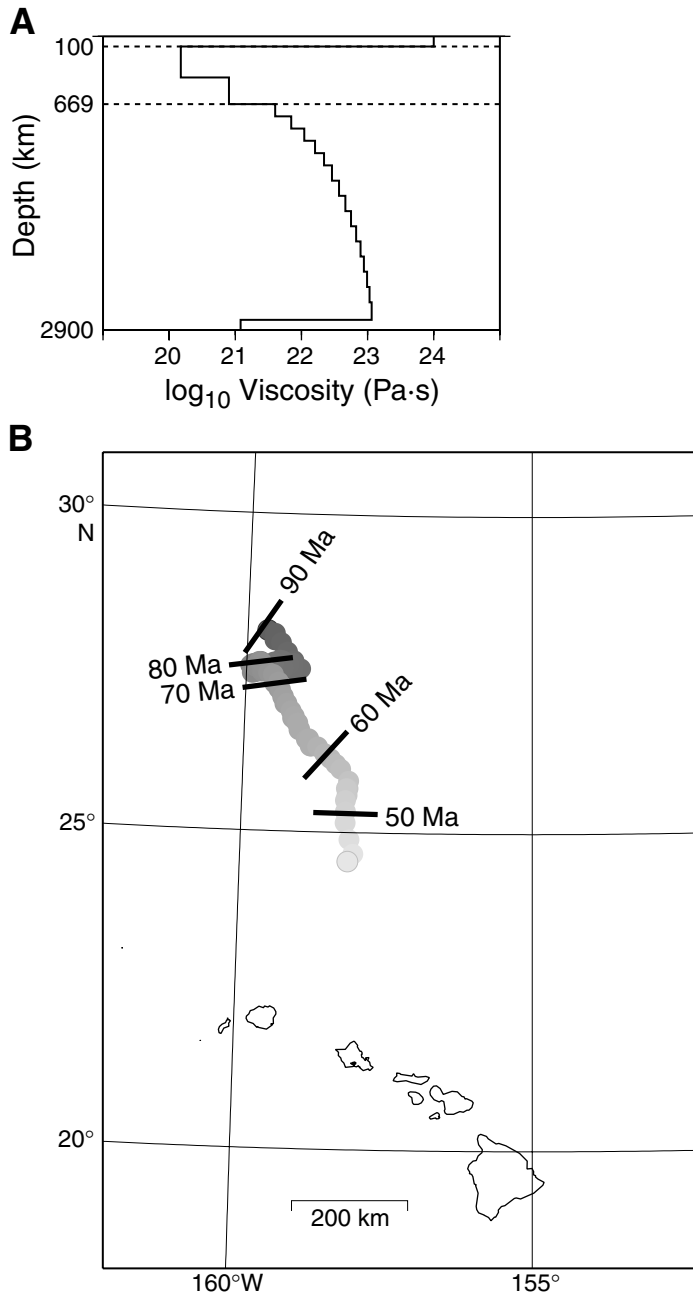 A
100
669
2900
Depth (km)
20 21 22 23 24
log10 Viscosity (Pa·s)
B
30°
N
90 Ma
80 Ma
70 Ma
60 Ma
50 Ma
25°
20°
200 km
160°W 155°